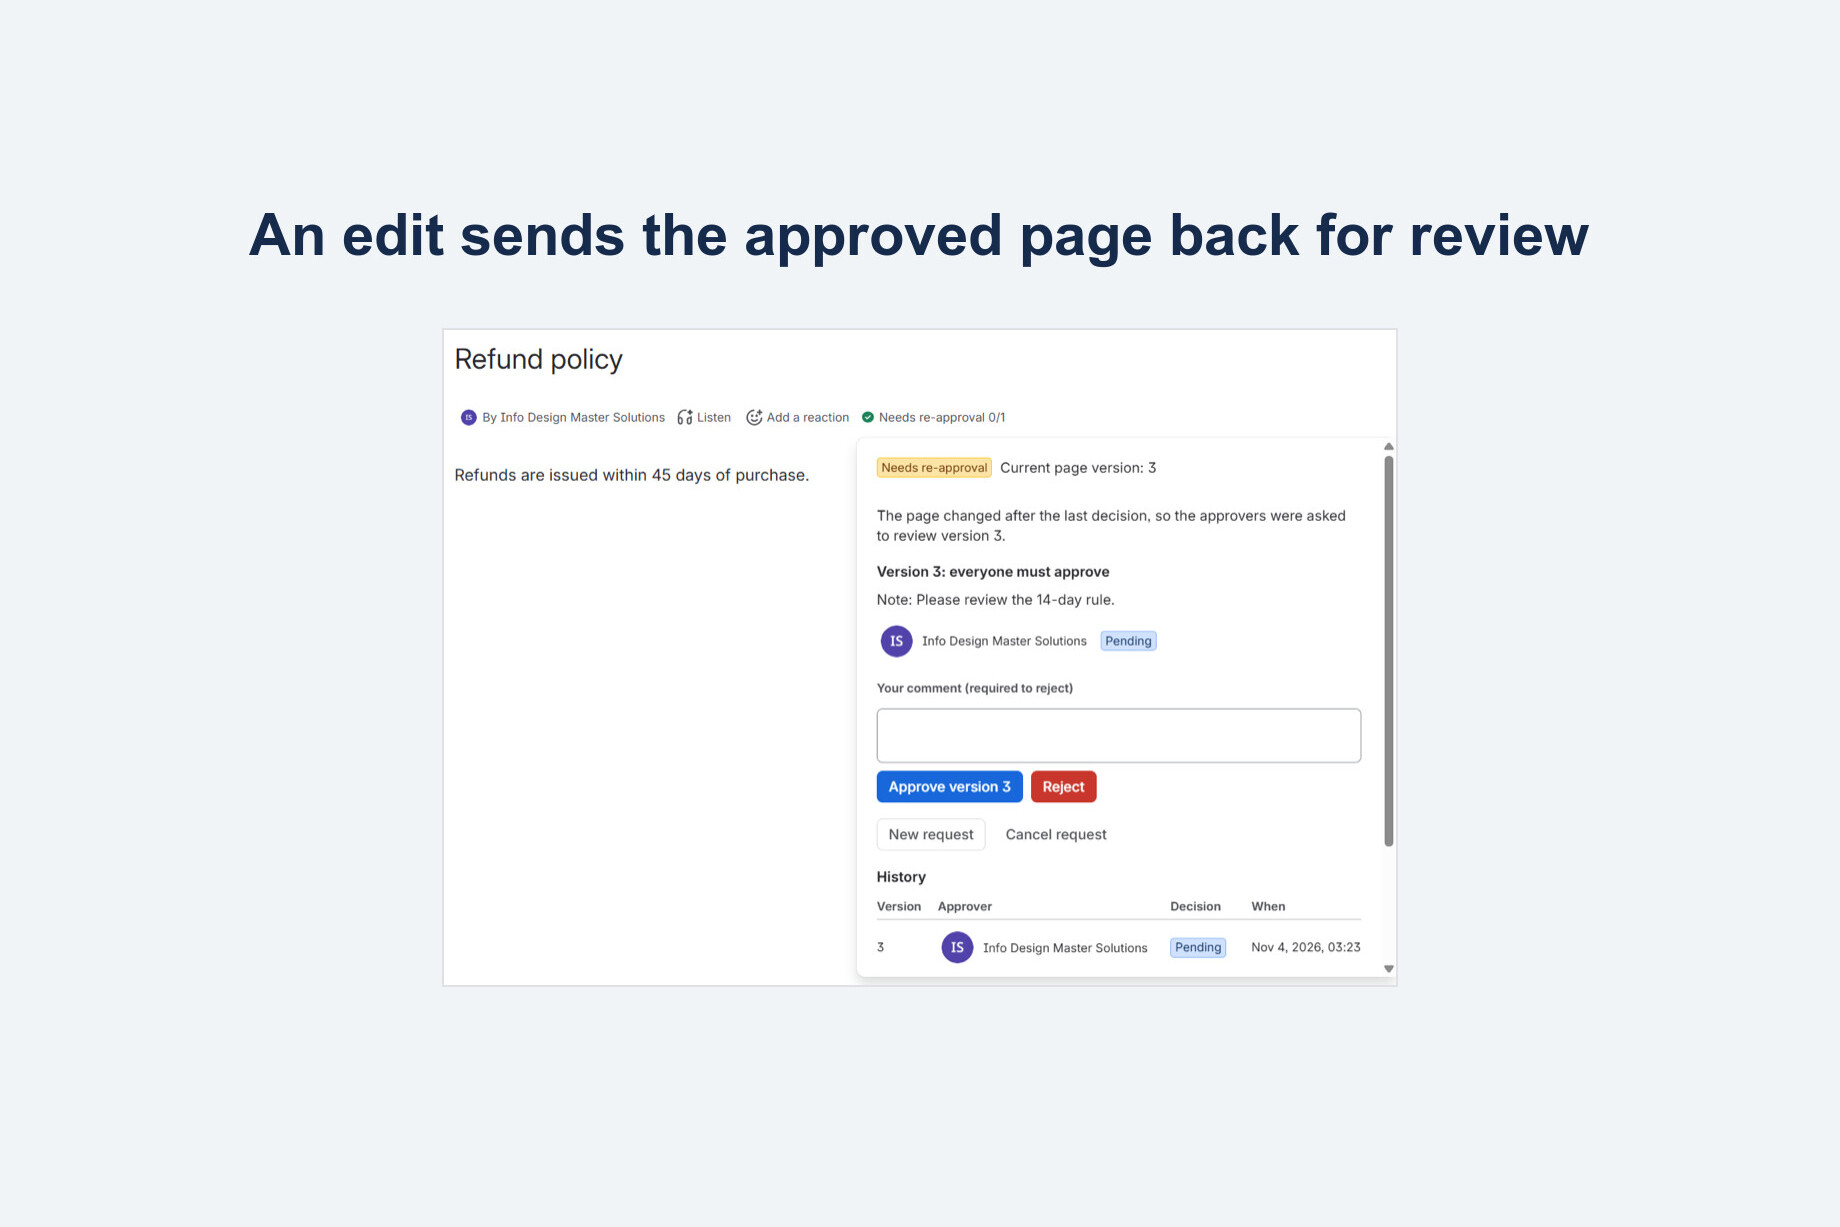 An edit sends the approved page back for review
Refund policy
IS By Info Design Master Solutions Listen Add a reaction Needs re-approval 0/1
Refunds are issued within 45 days of purchase.
Needs re-approval Current page version: 3
The page changed after the last decision, so the approvers were asked
to review version 3.
Version 3: everyone must approve
Note: Please review the 14-day rule.
IS Info Design Master Solutions Pending
Your comment (required to reject)
Approve version 3 Reject
New request Cancel request
History
Version Approver Decision When
3 IS Info Design Master Solutions Pending Nov 4, 2026, 03:23